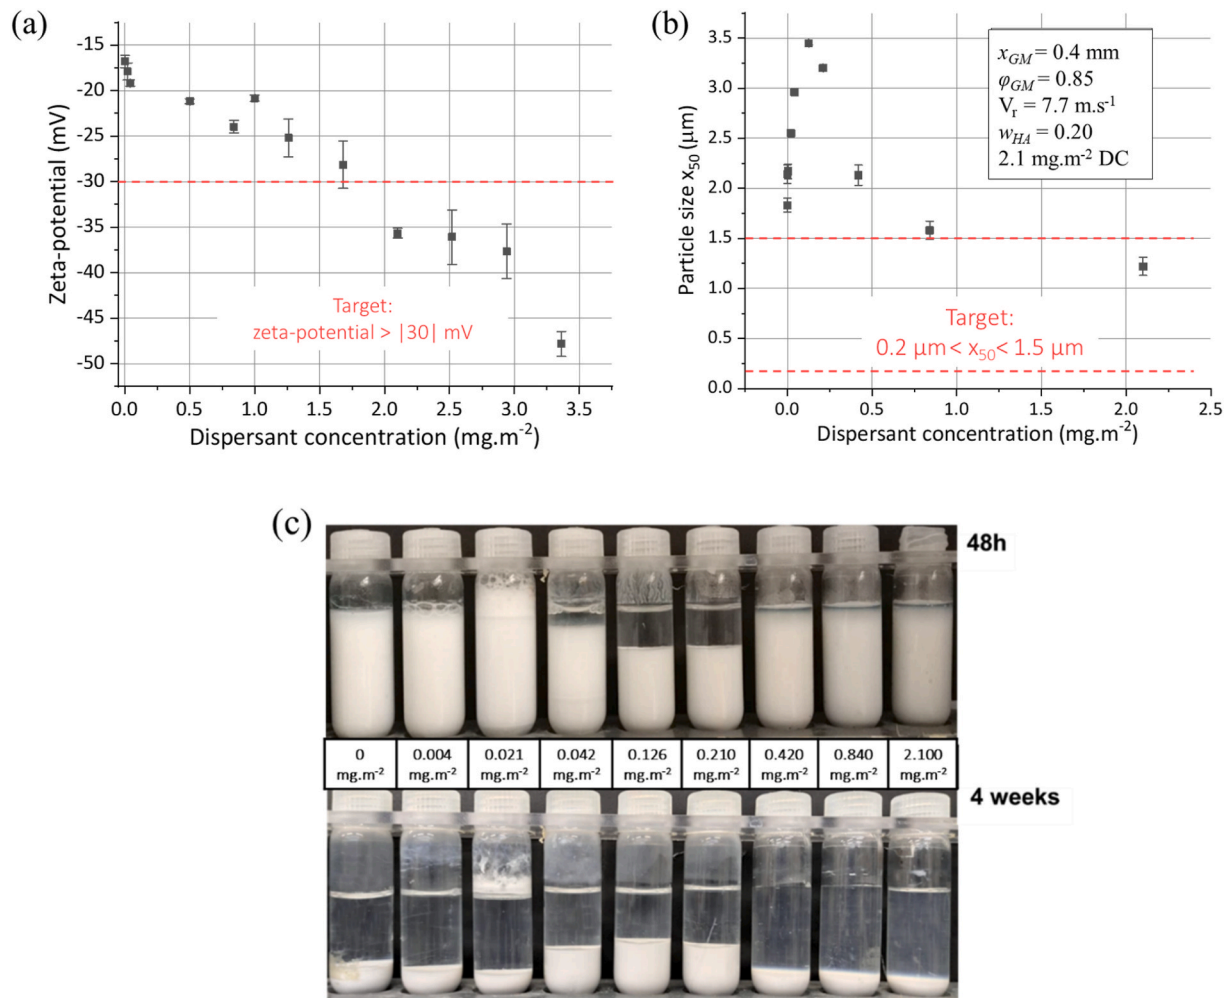 (a)
-15
-20
-25
-30
-35
-40
-45
-50
Zeta-potential (mV)
Target:
zeta-potential > |30| mV
0.0 0.5 1.0 1.5 2.0 2.5 3.0 3.5
Dispersant concentration (mg.m⁻²)
(b)
3.5
3.0
2.5
2.0
1.5
1.0
0.5
0.0
Particle size x₅₀ (μm)
x_GM = 0.4 mm
φ_GM = 0.85
Vᵣ = 7.7 m.s⁻¹
w_HA = 0.20
2.1 mg.m⁻² DC
Target:
0.2 μm < x₅₀ < 1.5 μm
0.0 0.5 1.0 1.5 2.0 2.5
Dispersant concentration (mg.m⁻²)
(c)
48h
0 0.004 0.021 0.042 0.126 0.210 0.420 0.840 2.100
mg.m⁻² mg.m⁻² mg.m⁻² mg.m⁻² mg.m⁻² mg.m⁻² mg.m⁻² mg.m⁻² mg.m⁻²
4 weeks